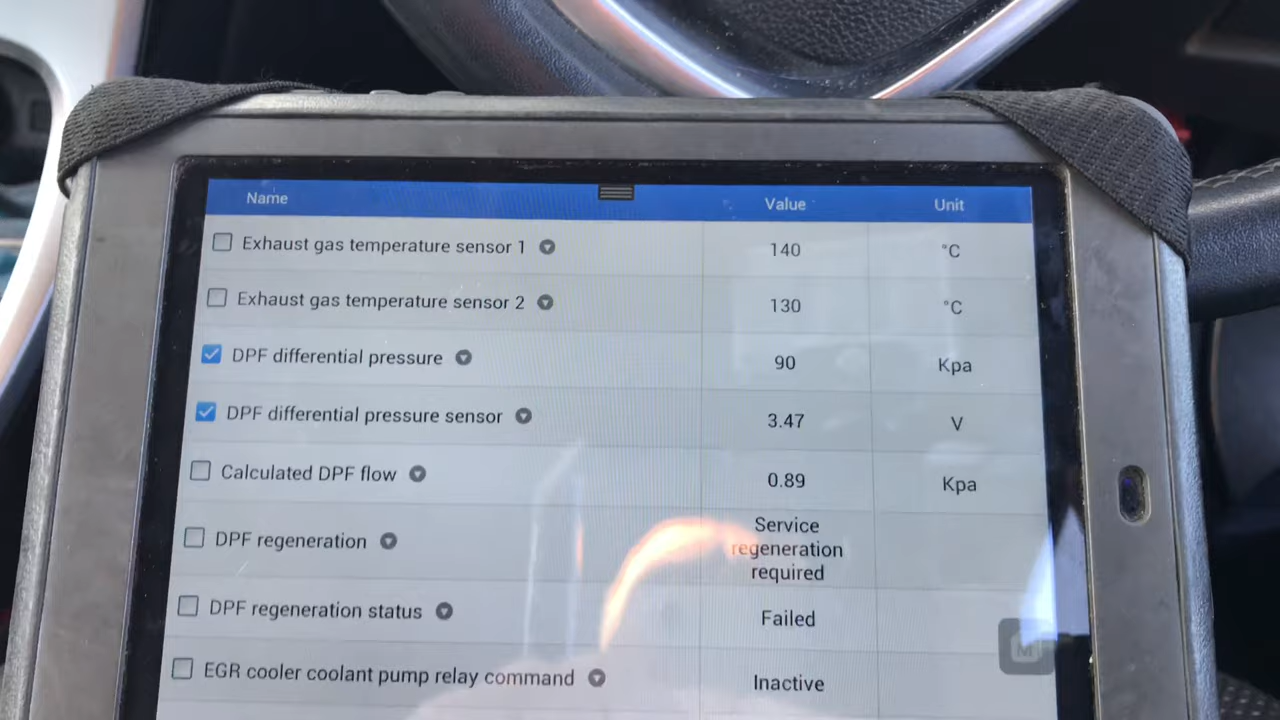 Name Value Unit
Exhaust gas temperature sensor 1 140 °C
Exhaust gas temperature sensor 2 130 °C
DPF differential pressure 90 Kpa
DPF differential pressure sensor 3.47 V
Calculated DPF flow 0.89 Kpa
DPF regeneration Service
regeneration
required
DPF regeneration status Failed
EGR cooler coolant pump relay command Inactive
M